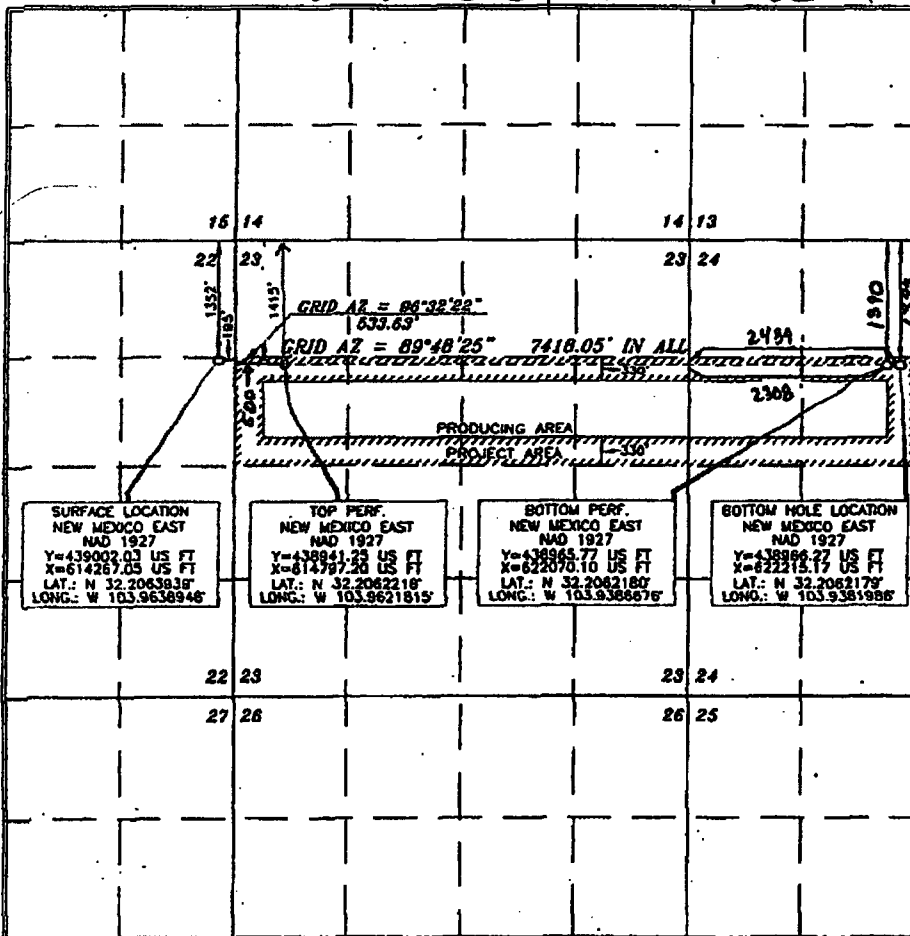 15 14
14 13
22 23
23 24
1352'
185'
1415'
1390
GRID AZ = 96°32'22"
533.63'
GRID AZ = 89°48'25" 7418.05' IN ALL
2439
330'
2308
PRODUCING AREA
PROJECT AREA
330'
SURFACE LOCATION
NEW MEXICO EAST
NAD 1927
Y=439002.03 US FT
X=614267.05 US FT
LAT.: N 32.2063939°
LONG.: W 103.9638946°
TOP PERF.
NEW MEXICO EAST
NAD 1927
Y=438941.25 US FT
X=614797.20 US FT
LAT.: N 32.2062219°
LONG.: W 103.9621815°
BOTTOM PERF.
NEW MEXICO EAST
NAD 1927
Y=438965.77 US FT
X=622070.10 US FT
LAT.: N 32.2062180°
LONG.: W 103.9386676°
BOTTOM HOLE LOCATION
NEW MEXICO EAST
NAD 1927
Y=438966.27 US FT
X=622215.17 US FT
LAT.: N 32.2062179°
LONG.: W 103.9381986°
22 23
23 24
27 26
26 25